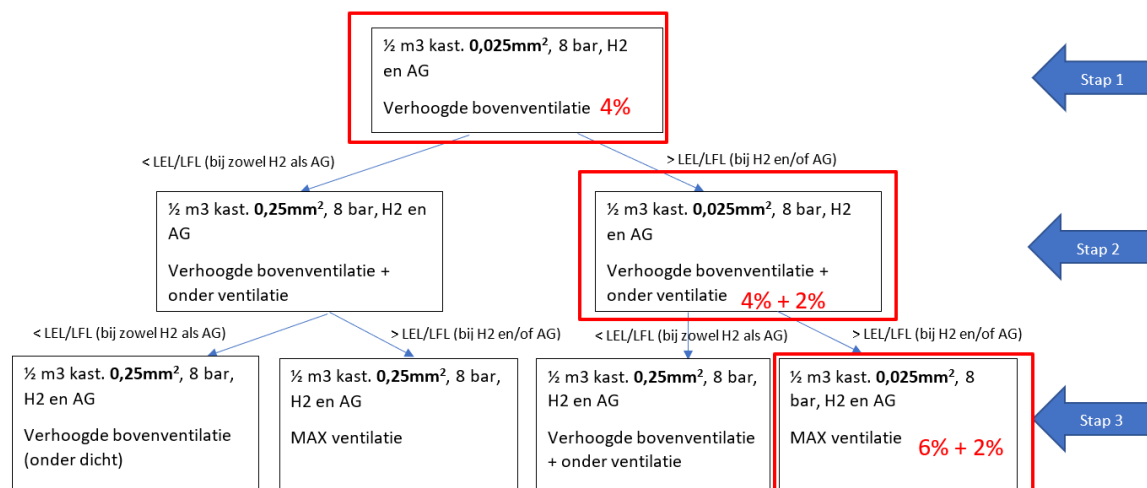 ½ m3 kast. 0,025mm², 8 bar, H2
en AG
Verhoogde bovenventilatie 4%
Stap 1
< LEL/LFL (bij zowel H2 als AG)
> LEL/LFL (bij H2 en/of AG)
½ m3 kast. 0,25mm², 8 bar, H2 en
AG
Verhoogde bovenventilatie +
onder ventilatie
½ m3 kast. 0,025mm², 8 bar, H2
en AG
Verhoogde bovenventilatie +
onder ventilatie 4% + 2%
Stap 2
< LEL/LFL (bij zowel H2 als AG)
> LEL/LFL (bij H2 en/of AG)
< LEL/LFL (bij zowel H2 als AG)
> LEL/LFL (bij H2 en/of AG)
½ m3 kast. 0,25mm², 8 bar,
H2 en AG
Verhoogde bovenventilatie
(onder dicht)
½ m3 kast. 0,25mm², 8 bar,
H2 en AG
MAX ventilatie
½ m3 kast. 0,25mm², 8 bar,
H2 en AG
Verhoogde bovenventilatie
+ onder ventilatie
½ m3 kast. 0,025mm², 8
bar, H2 en AG
MAX ventilatie 6% + 2%
Stap 3